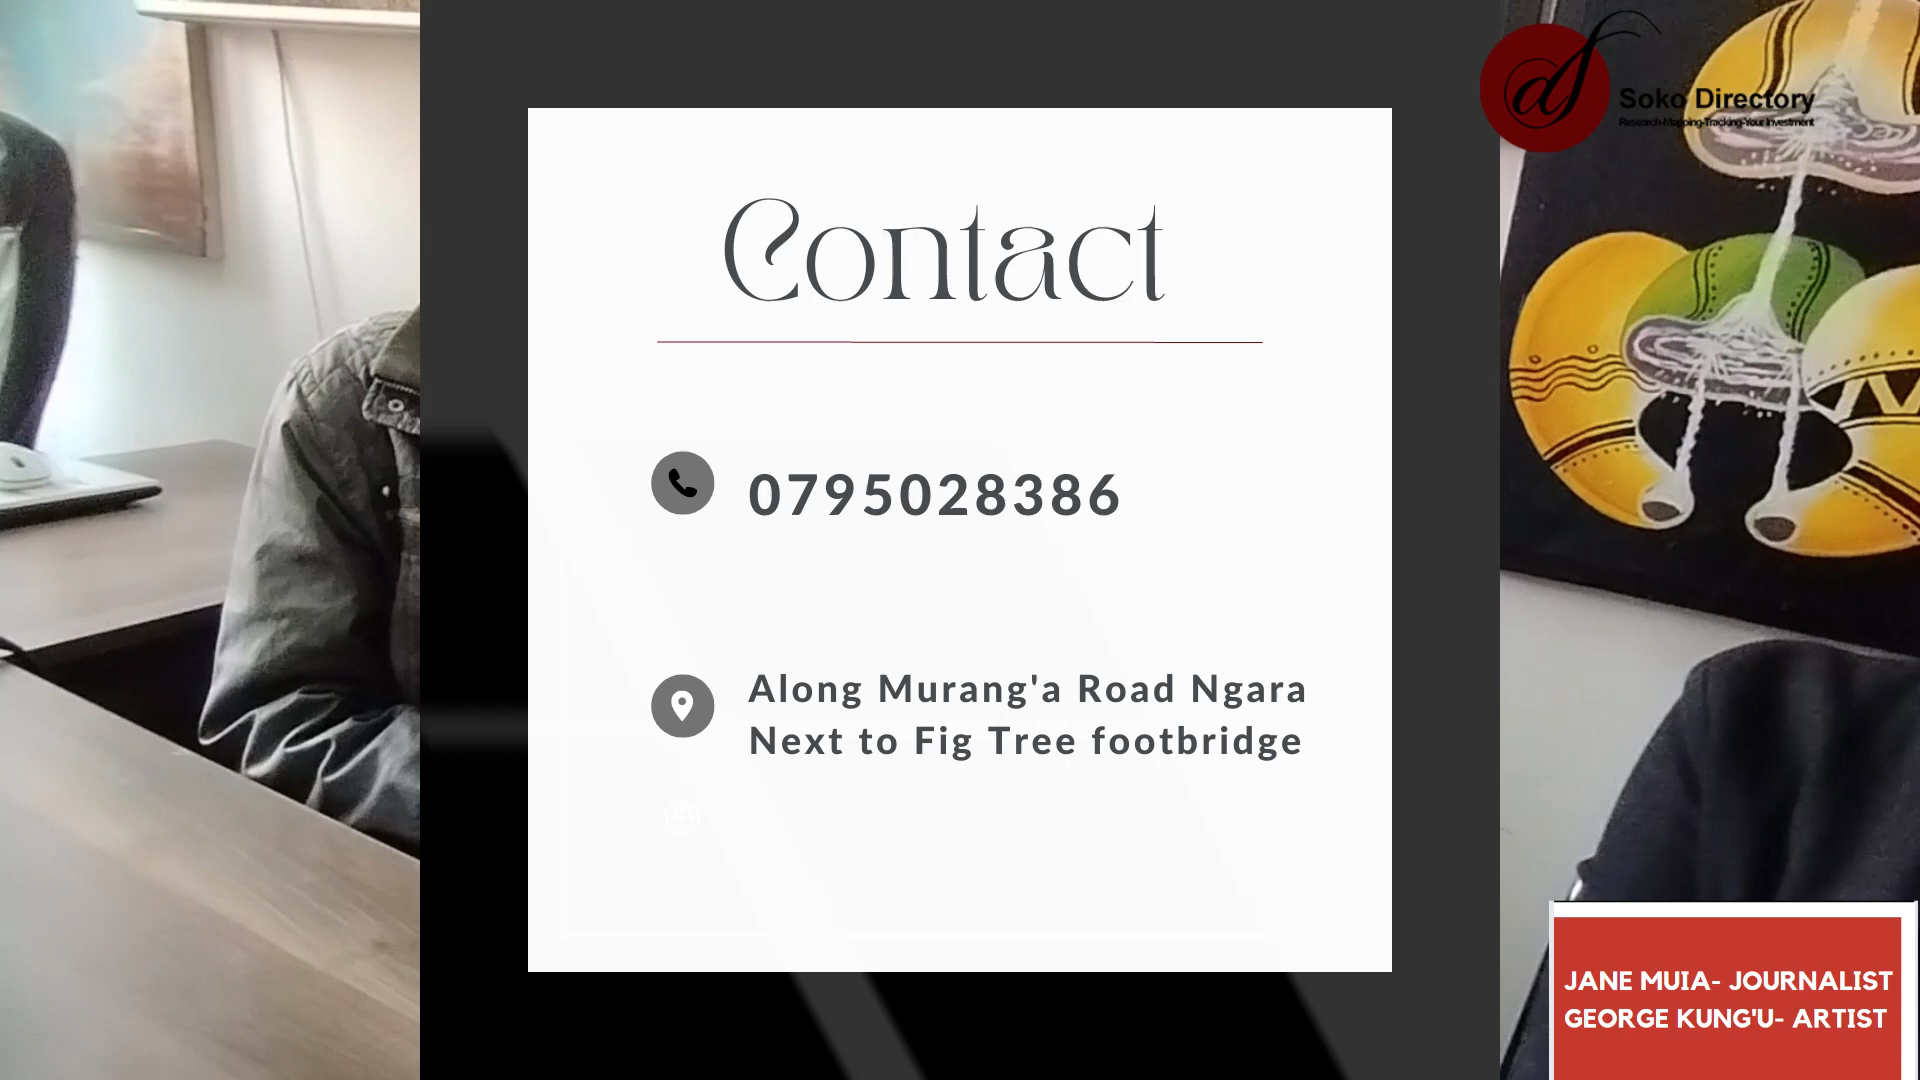 Soko Directory
Research-Mapping-Tracking-Your Investment
Contact
0795028386
Along Murang'a Road Ngara
Next to Fig Tree footbridge
JANE MUIA- JOURNALIST
GEORGE KUNG'U- ARTIST